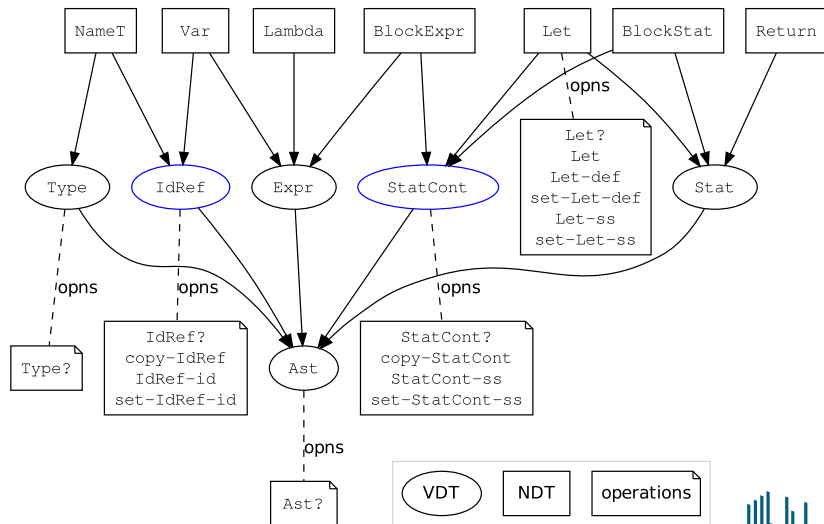 NameT
Var
Lambda
BlockExpr
Let
BlockStat
Return
opns
Let?
Let
Let-def
set-Let-def
Let-ss
set-Let-ss
Type
IdRef
Expr
StatCont
Stat
opns
opns
opns
Type?
IdRef?
copy-IdRef
IdRef-id
set-IdRef-id
Ast
StatCont?
copy-StatCont
StatCont-ss
set-StatCont-ss
opns
Ast?
VDT
NDT
operations